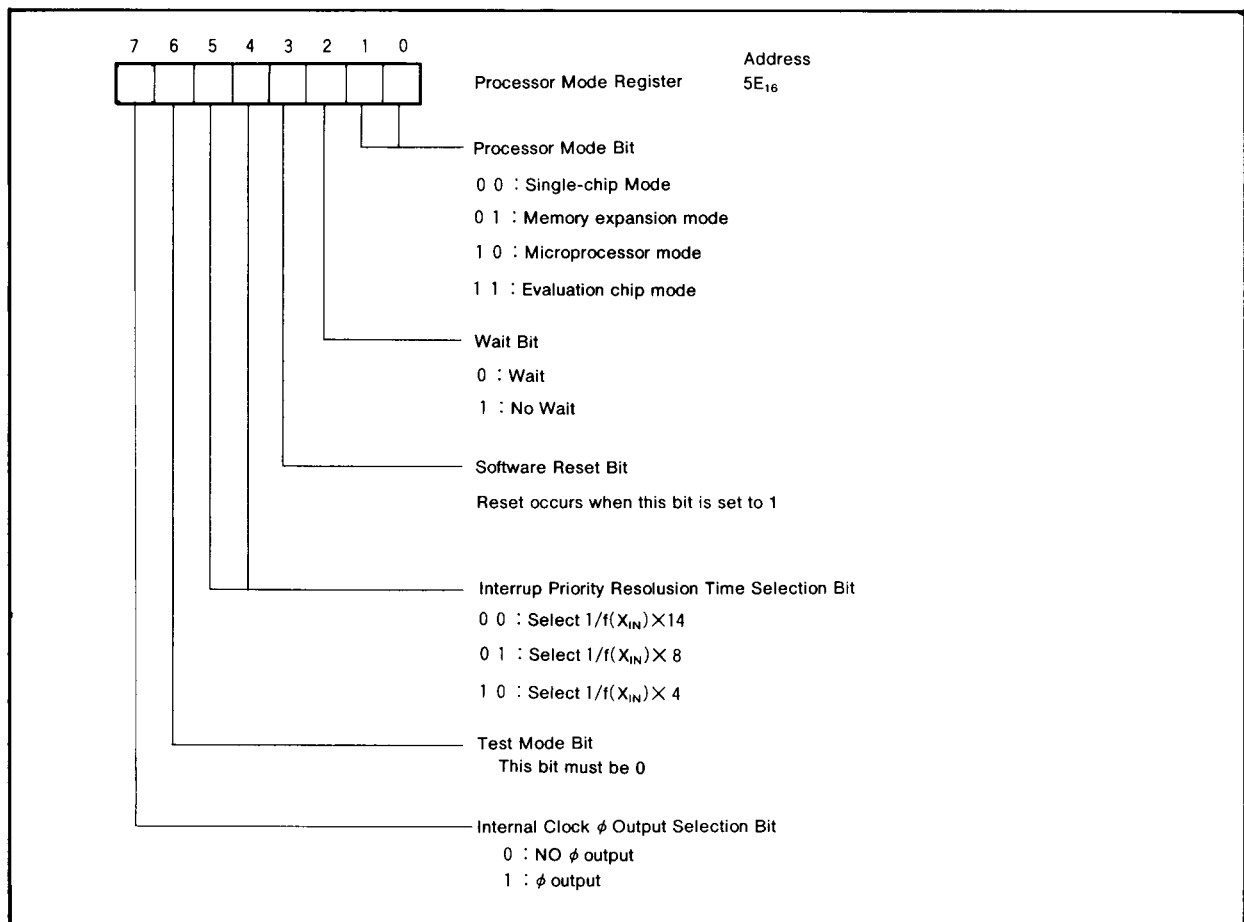 7 6 5 4 3 2 1 0
Address
Processor Mode Register 5E₁₆
Processor Mode Bit
0 0 : Single-chip Mode
0 1 : Memory expansion mode
1 0 : Microprocessor mode
1 1 : Evaluation chip mode
Wait Bit
0 : Wait
1 : No Wait
Software Reset Bit
Reset occurs when this bit is set to 1
Interrup Priority Resolusion Time Selection Bit
0 0 : Select 1/f(X_IN)×14
0 1 : Select 1/f(X_IN)× 8
1 0 : Select 1/f(X_IN)× 4
Test Mode Bit
This bit must be 0
Internal Clock ϕ Output Selection Bit
0 : NO ϕ output
1 : ϕ output